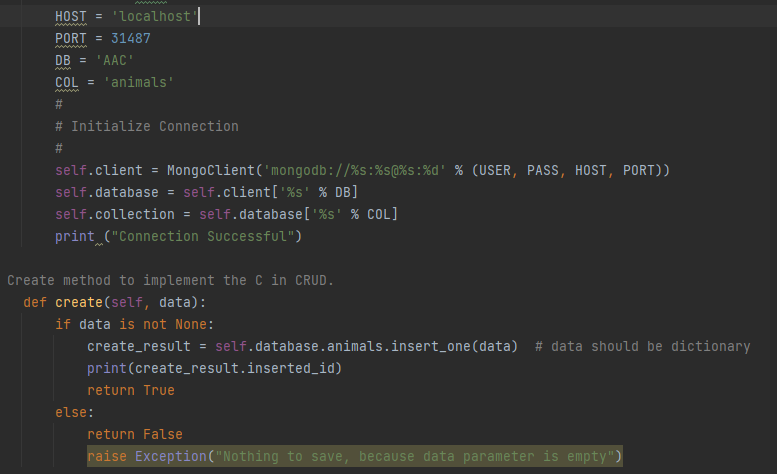 HOST = 'localhost'
PORT = 31487
DB = 'AAC'
COL = 'animals'
#
# Initialize Connection
#
self.client = MongoClient('mongodb://%s:%s@%s:%d' % (USER, PASS, HOST, PORT))
self.database = self.client['%s' % DB]
self.collection = self.database['%s' % COL]
print ("Connection Successful")
Create method to implement the C in CRUD.
def create(self, data):
if data is not None:
create_result = self.database.animals.insert_one(data)  # data should be dictionary
print(create_result.inserted_id)
return True
else:
return False
raise Exception("Nothing to save, because data parameter is empty")